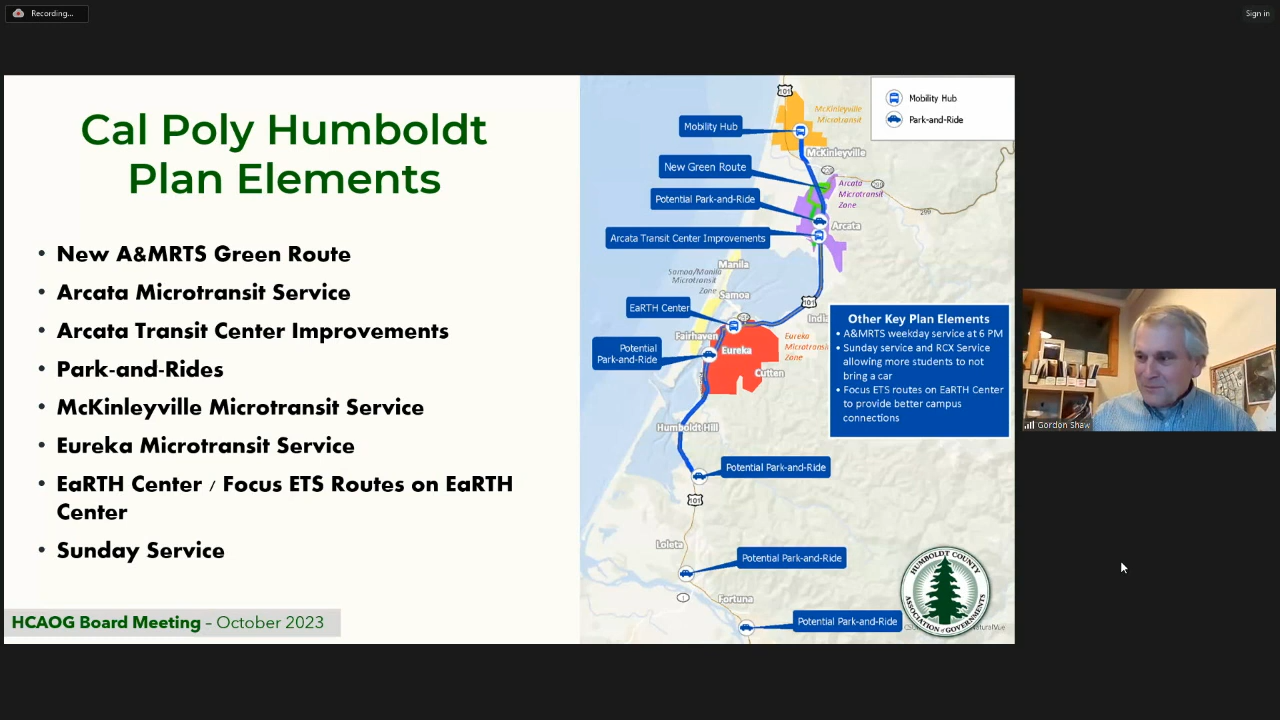 Recording...
Sign in
Cal Poly Humboldt
Plan Elements
• New A&MRTS Green Route
• Arcata Microtransit Service
• Arcata Transit Center Improvements
• Park-and-Rides
• McKinleyville Microtransit Service
• Eureka Microtransit Service
• EaRTH Center / Focus ETS Routes on EaRTH
Center
• Sunday Service
HCAOG Board Meeting – October 2023
101
McKinleyville
Microtransit
Mobility Hub
Park-and-Ride
Mobility Hub
McKinleyville
New Green Route
Arcata
Microtransit
Zone
Potential Park-and-Ride
299
Arcata
Arcata Transit Center Improvements
Manila
Samoa/Manila
Microtransit
Zone
Samoa
101
EaRTH Center
Fairhaven
Potential
Park-and-Ride
Eureka
Eureka
Microtransit
Zone
Cutten
Other Key Plan Elements
• A&MRTS weekday service at 6 PM
• Sunday service and RCX Service
allowing more students to not
bring a car
• Focus ETS routes on EaRTH Center
to provide better campus
connections
Humboldt Hill
Potential Park-and-Ride
101
Loleta
Potential Park-and-Ride
1
Fortuna
Potential Park-and-Ride
HUMBOLDT COUNTY
ASSOCIATION of GOVERNMENTS
Gordon Shaw